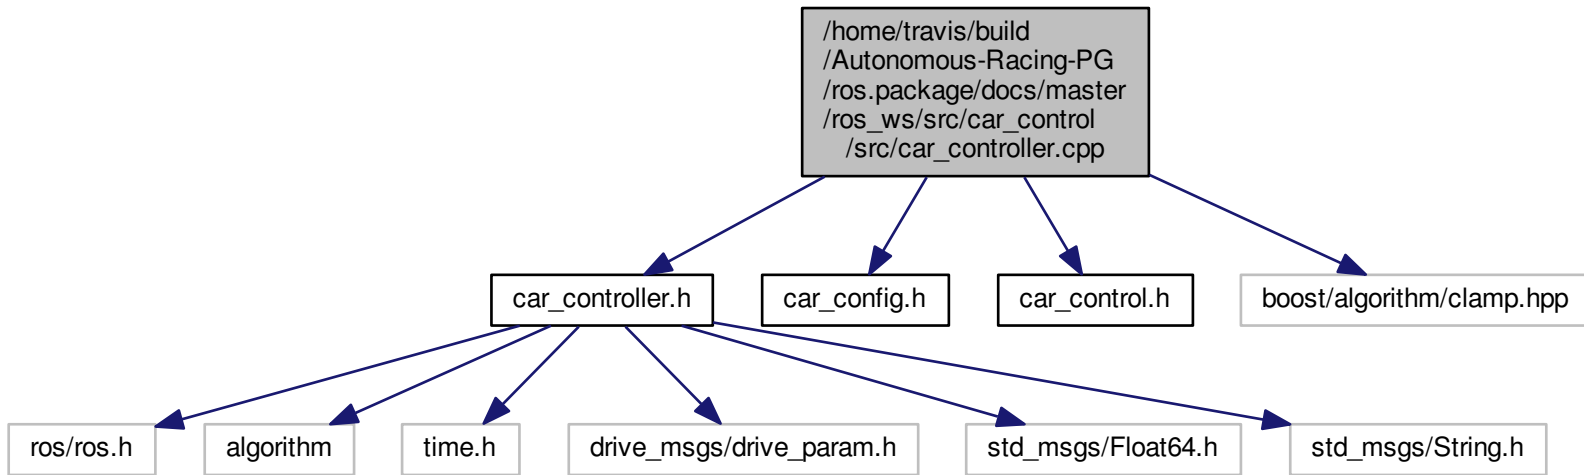 /home/travis/build
/Autonomous-Racing-PG
/ros.package/docs/master
/ros_ws/src/car_control
/src/car_controller.cpp
car_controller.h
car_config.h
car_control.h
boost/algorithm/clamp.hpp
ros/ros.h
algorithm
time.h
drive_msgs/drive_param.h
std_msgs/Float64.h
std_msgs/String.h